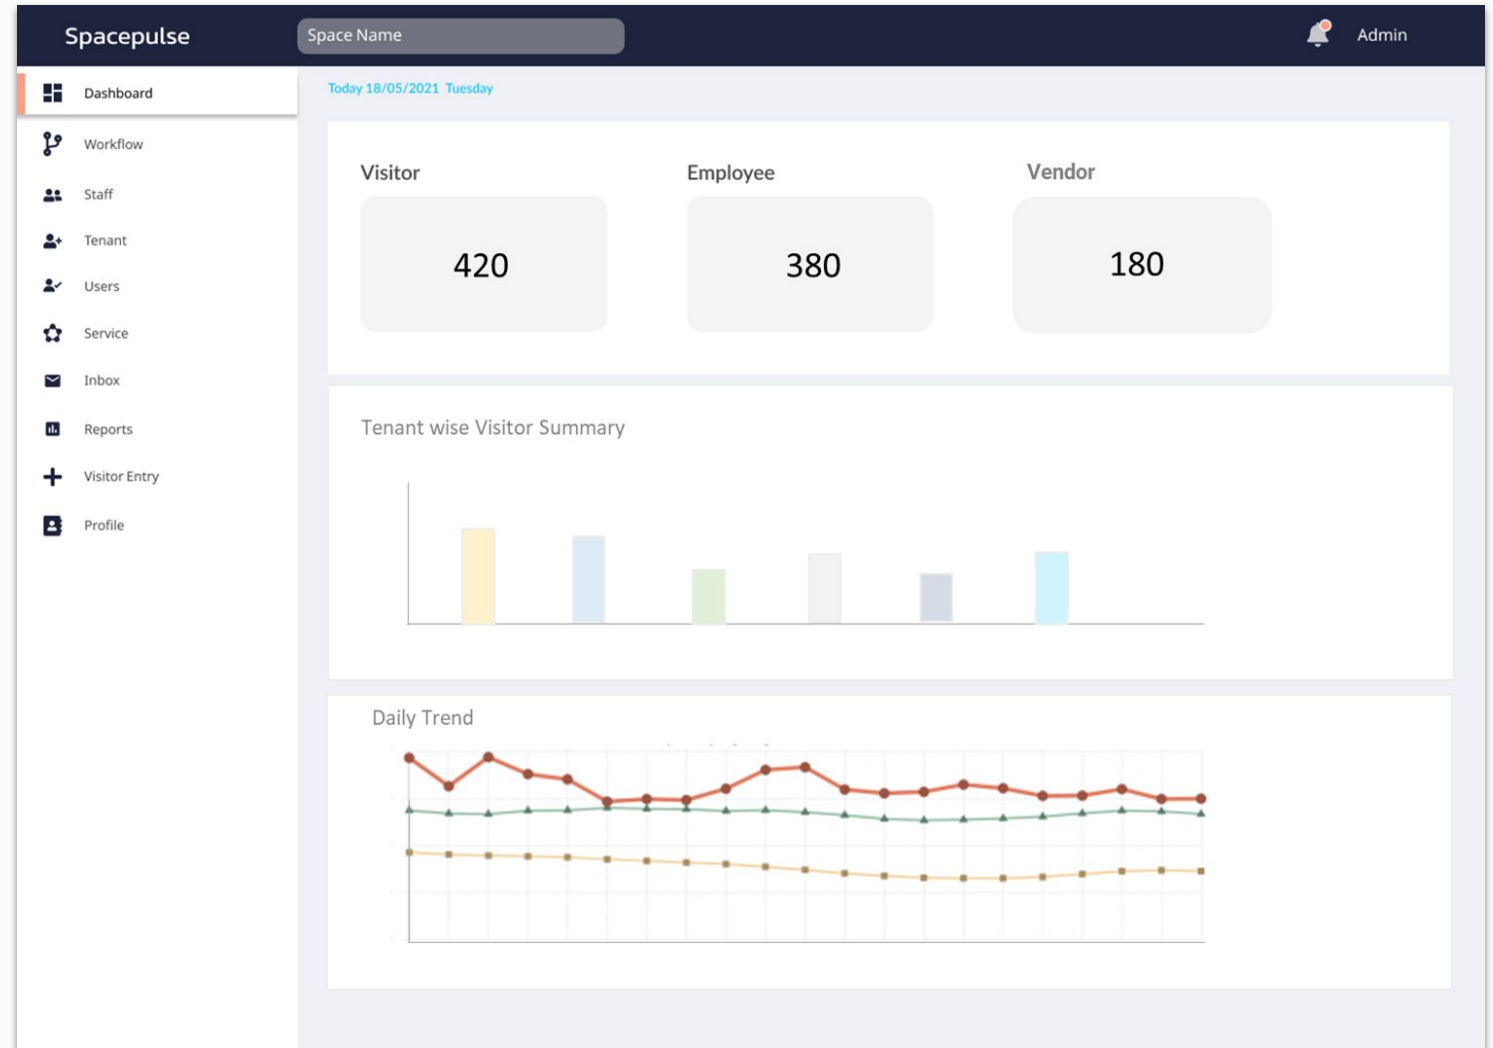 Spacepulse
Space Name
Admin
Dashboard
Workflow
Staff
Tenant
Users
Service
Inbox
Reports
Visitor Entry
Profile
Today 18/05/2021 Tuesday
Visitor
Employee
Vendor
420
380
180
Tenant wise Visitor Summary
Daily Trend